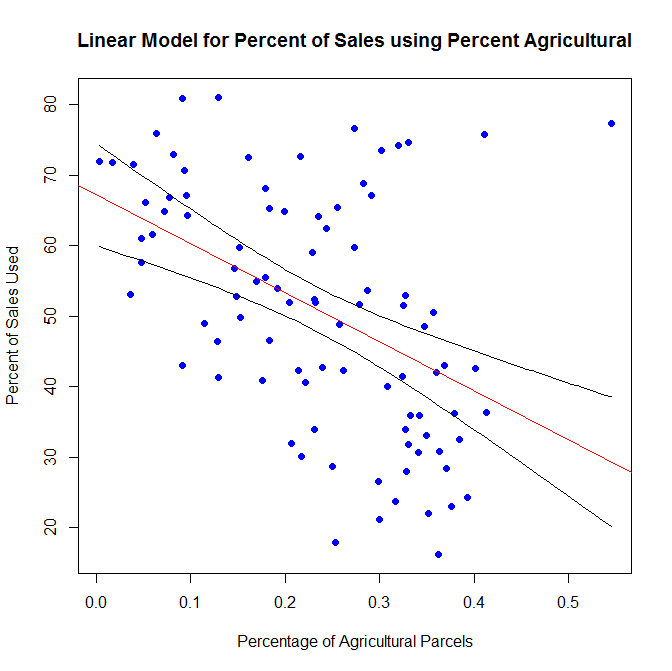 Linear Model for Percent of Sales using Percent Agricultural
80
70
60
50
40
30
20
Percent of Sales Used
0.0 0.1 0.2 0.3 0.4 0.5
Percentage of Agricultural Parcels